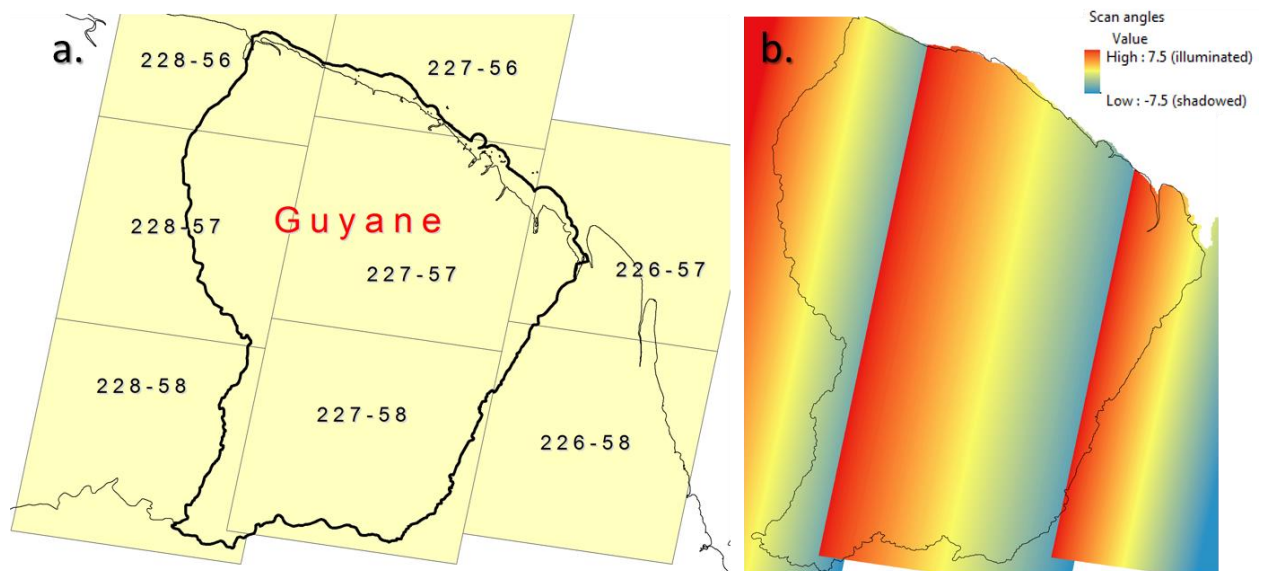 a.
228-56
227-56
228-57
Guyane
227-57
226-57
228-58
227-58
226-58
b.
Scan angles
Value
High : 7.5 (illuminated)
Low : -7.5 (shadowed)